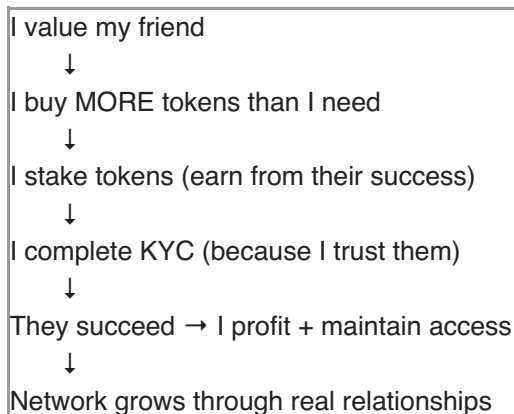 I value my friend
↓
I buy MORE tokens than I need
↓
I stake tokens (earn from their success)
↓
I complete KYC (because I trust them)
↓
They succeed → I profit + maintain access
↓
Network grows through real relationships